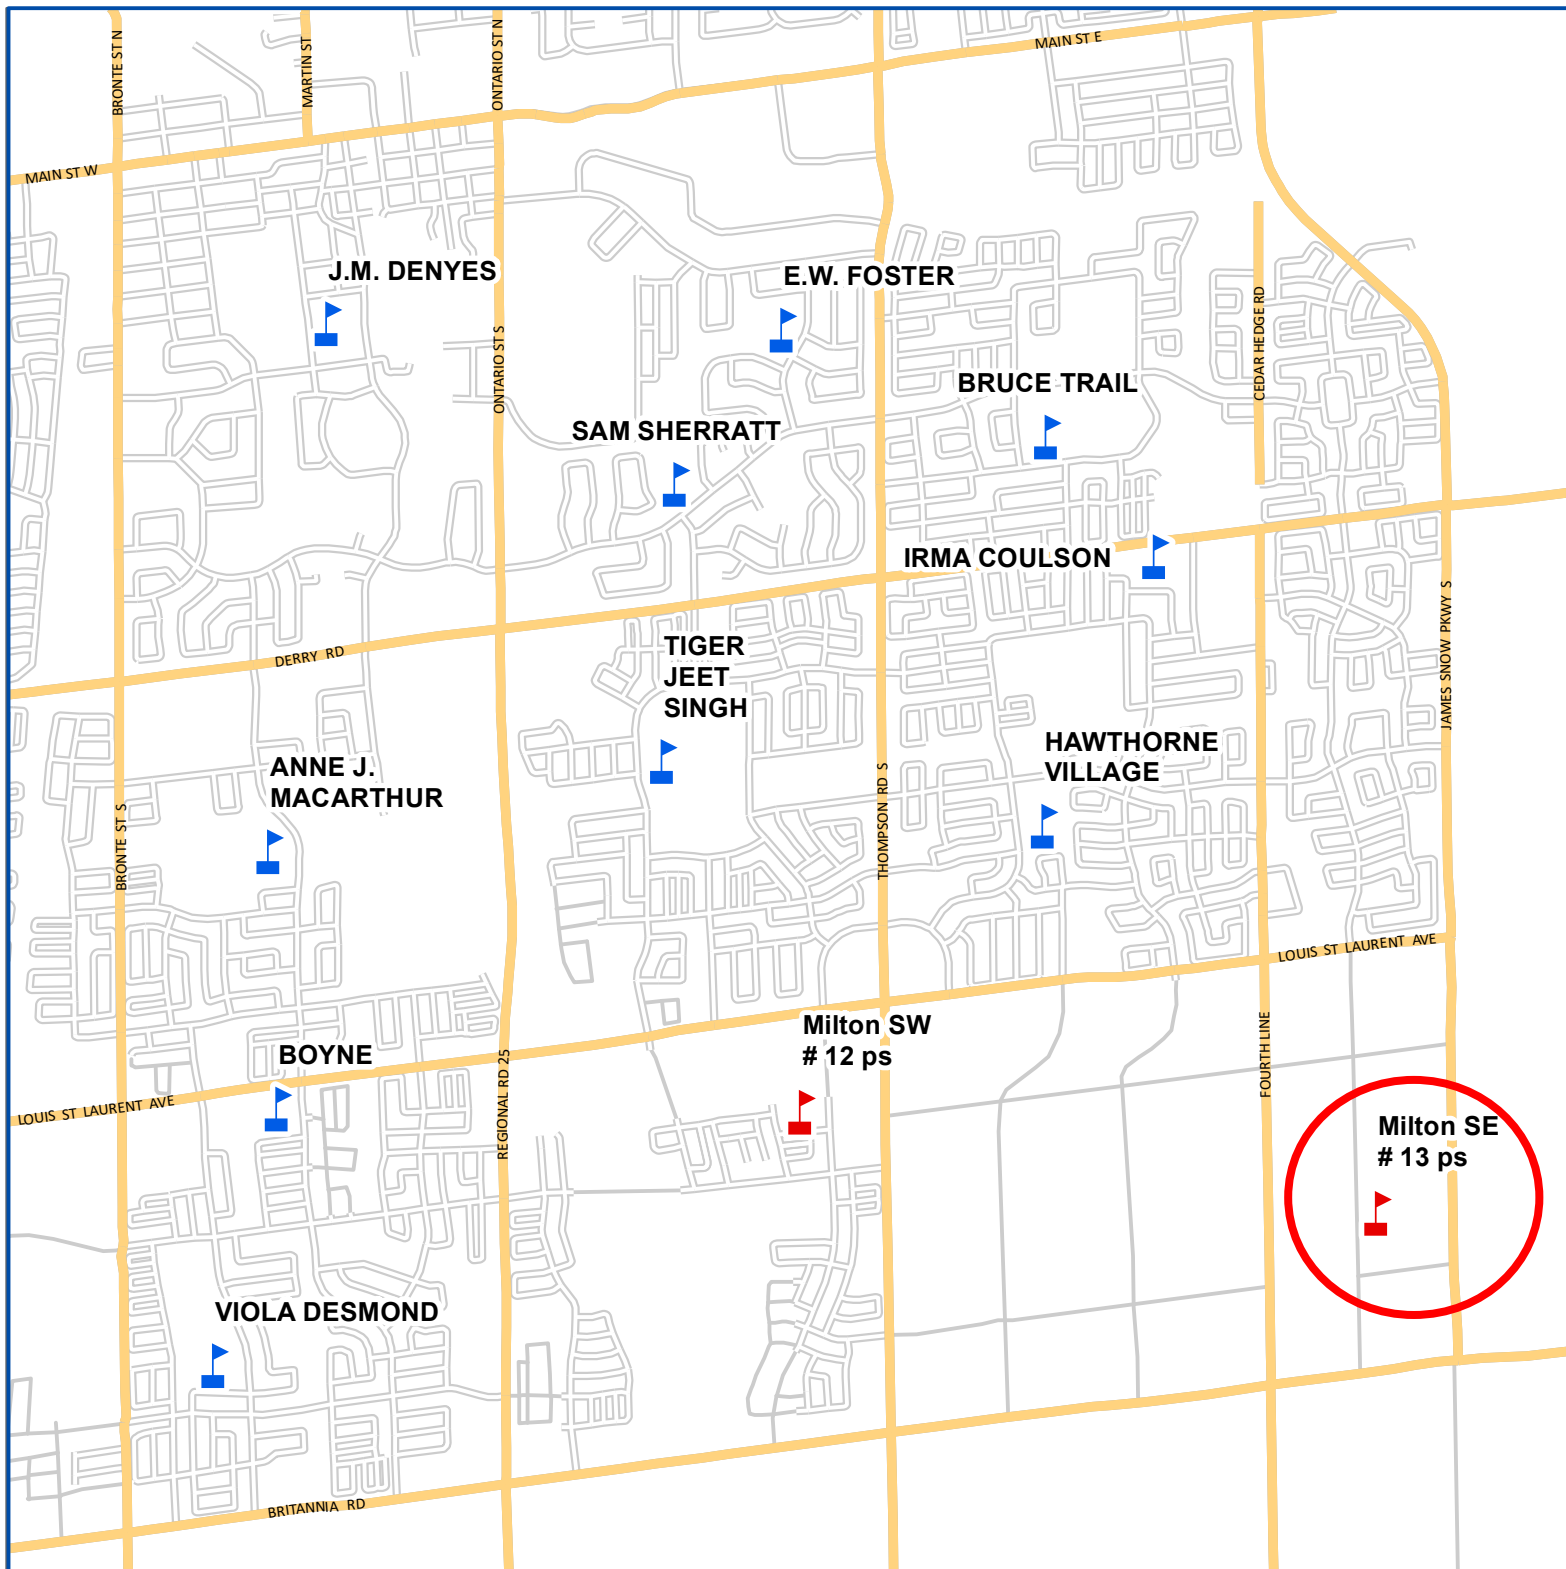 BRONTE ST N
MARTIN ST
ONTARIO ST N
MAIN ST E
MAIN ST W
J.M. DENYES
E.W. FOSTER
ONTARIO ST S
CEDAR HEDGE RD
BRUCE TRAIL
SAM SHERRATT
IRMA COULSON
JAMES SNOW PKWY S
DERRY RD
TIGER
JEET
SINGH
HAWTHORNE
VILLAGE
ANNE J.
MACARTHUR
BRONTE ST S
THOMPSON RD S
LOUIS ST LAURENT AVE
Milton SW
# 12 ps
BOYNE
FOURTH LINE
REGIONAL RD 25
LOUIS ST LAURENT AVE
Milton SE
# 13 ps
VIOLA DESMOND
BRITANNIA RD